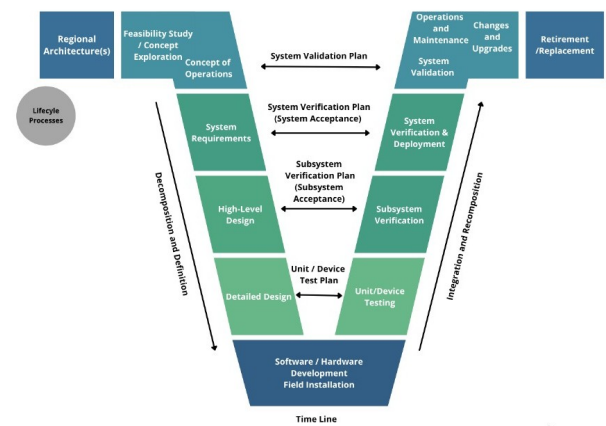 Regional
Architecture(s)
Feasibility Study
/ Concept
Exploration
Concept of
Operations
System Validation Plan
Operations
and
Maintenance
System
Validation
Changes
and
Upgrades
Retirement
/Replacement
Lifecyle
Processes
System
Requirements
System Verification Plan
(System Acceptance)
System
Verification &
Deployment
Decomposition and Definition
High-Level
Design
Subsystem
Verification Plan
(Subsystem
Acceptance)
Subsystem
Verification
Integration and Recomposition
Detailed Design
Unit / Device
Test Plan
Unit/Device
Testing
Software / Hardware
Development
Field Installation
Time Line